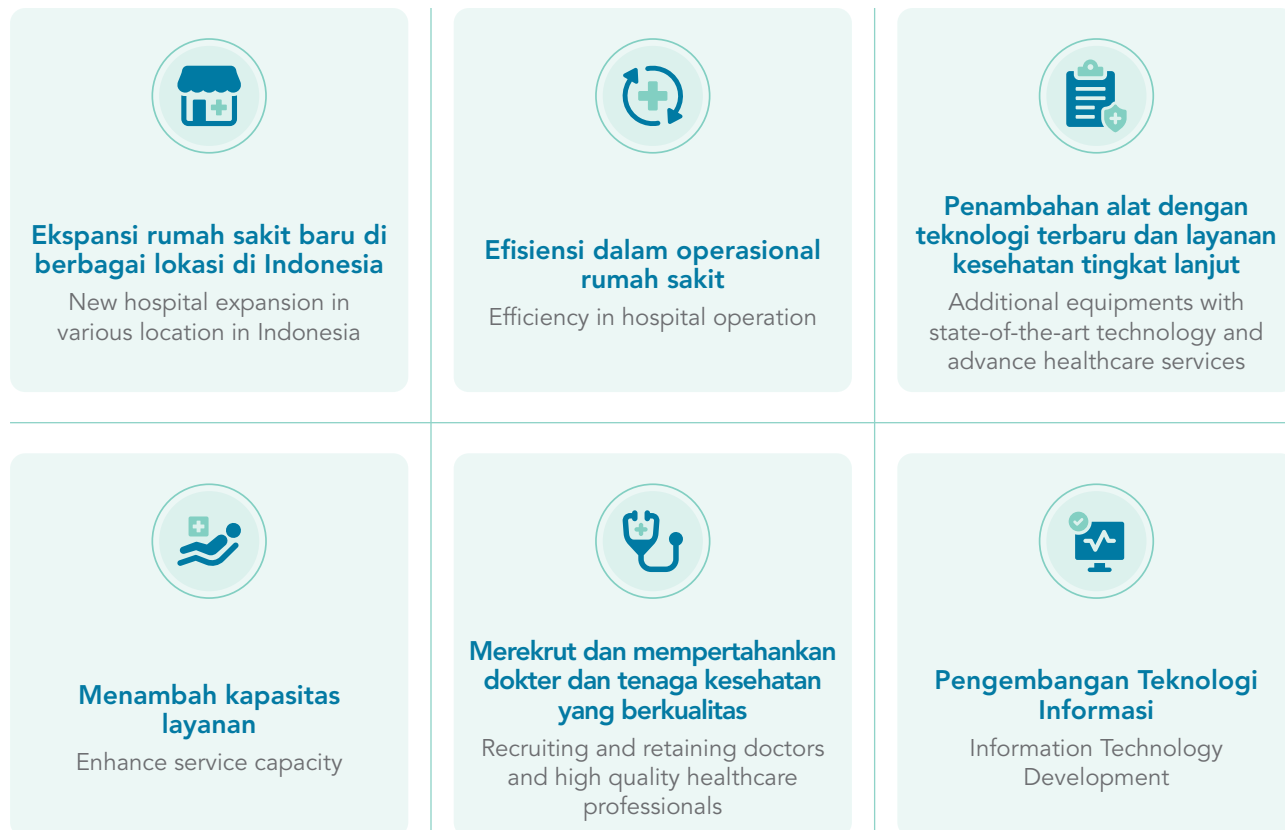 Ekspansi rumah sakit baru di
berbagai lokasi di Indonesia
New hospital expansion in
various location in Indonesia
Efisiensi dalam operasional
rumah sakit
Efficiency in hospital operation
Penambahan alat dengan
teknologi terbaru dan layanan
kesehatan tingkat lanjut
Additional equipments with
state-of-the-art technology and
advance healthcare services
Menambah kapasitas
layanan
Enhance service capacity
Merekrut dan mempertahankan
dokter dan tenaga kesehatan
yang berkualitas
Recruiting and retaining doctors
and high quality healthcare
professionals
Pengembangan Teknologi
Informasi
Information Technology
Development